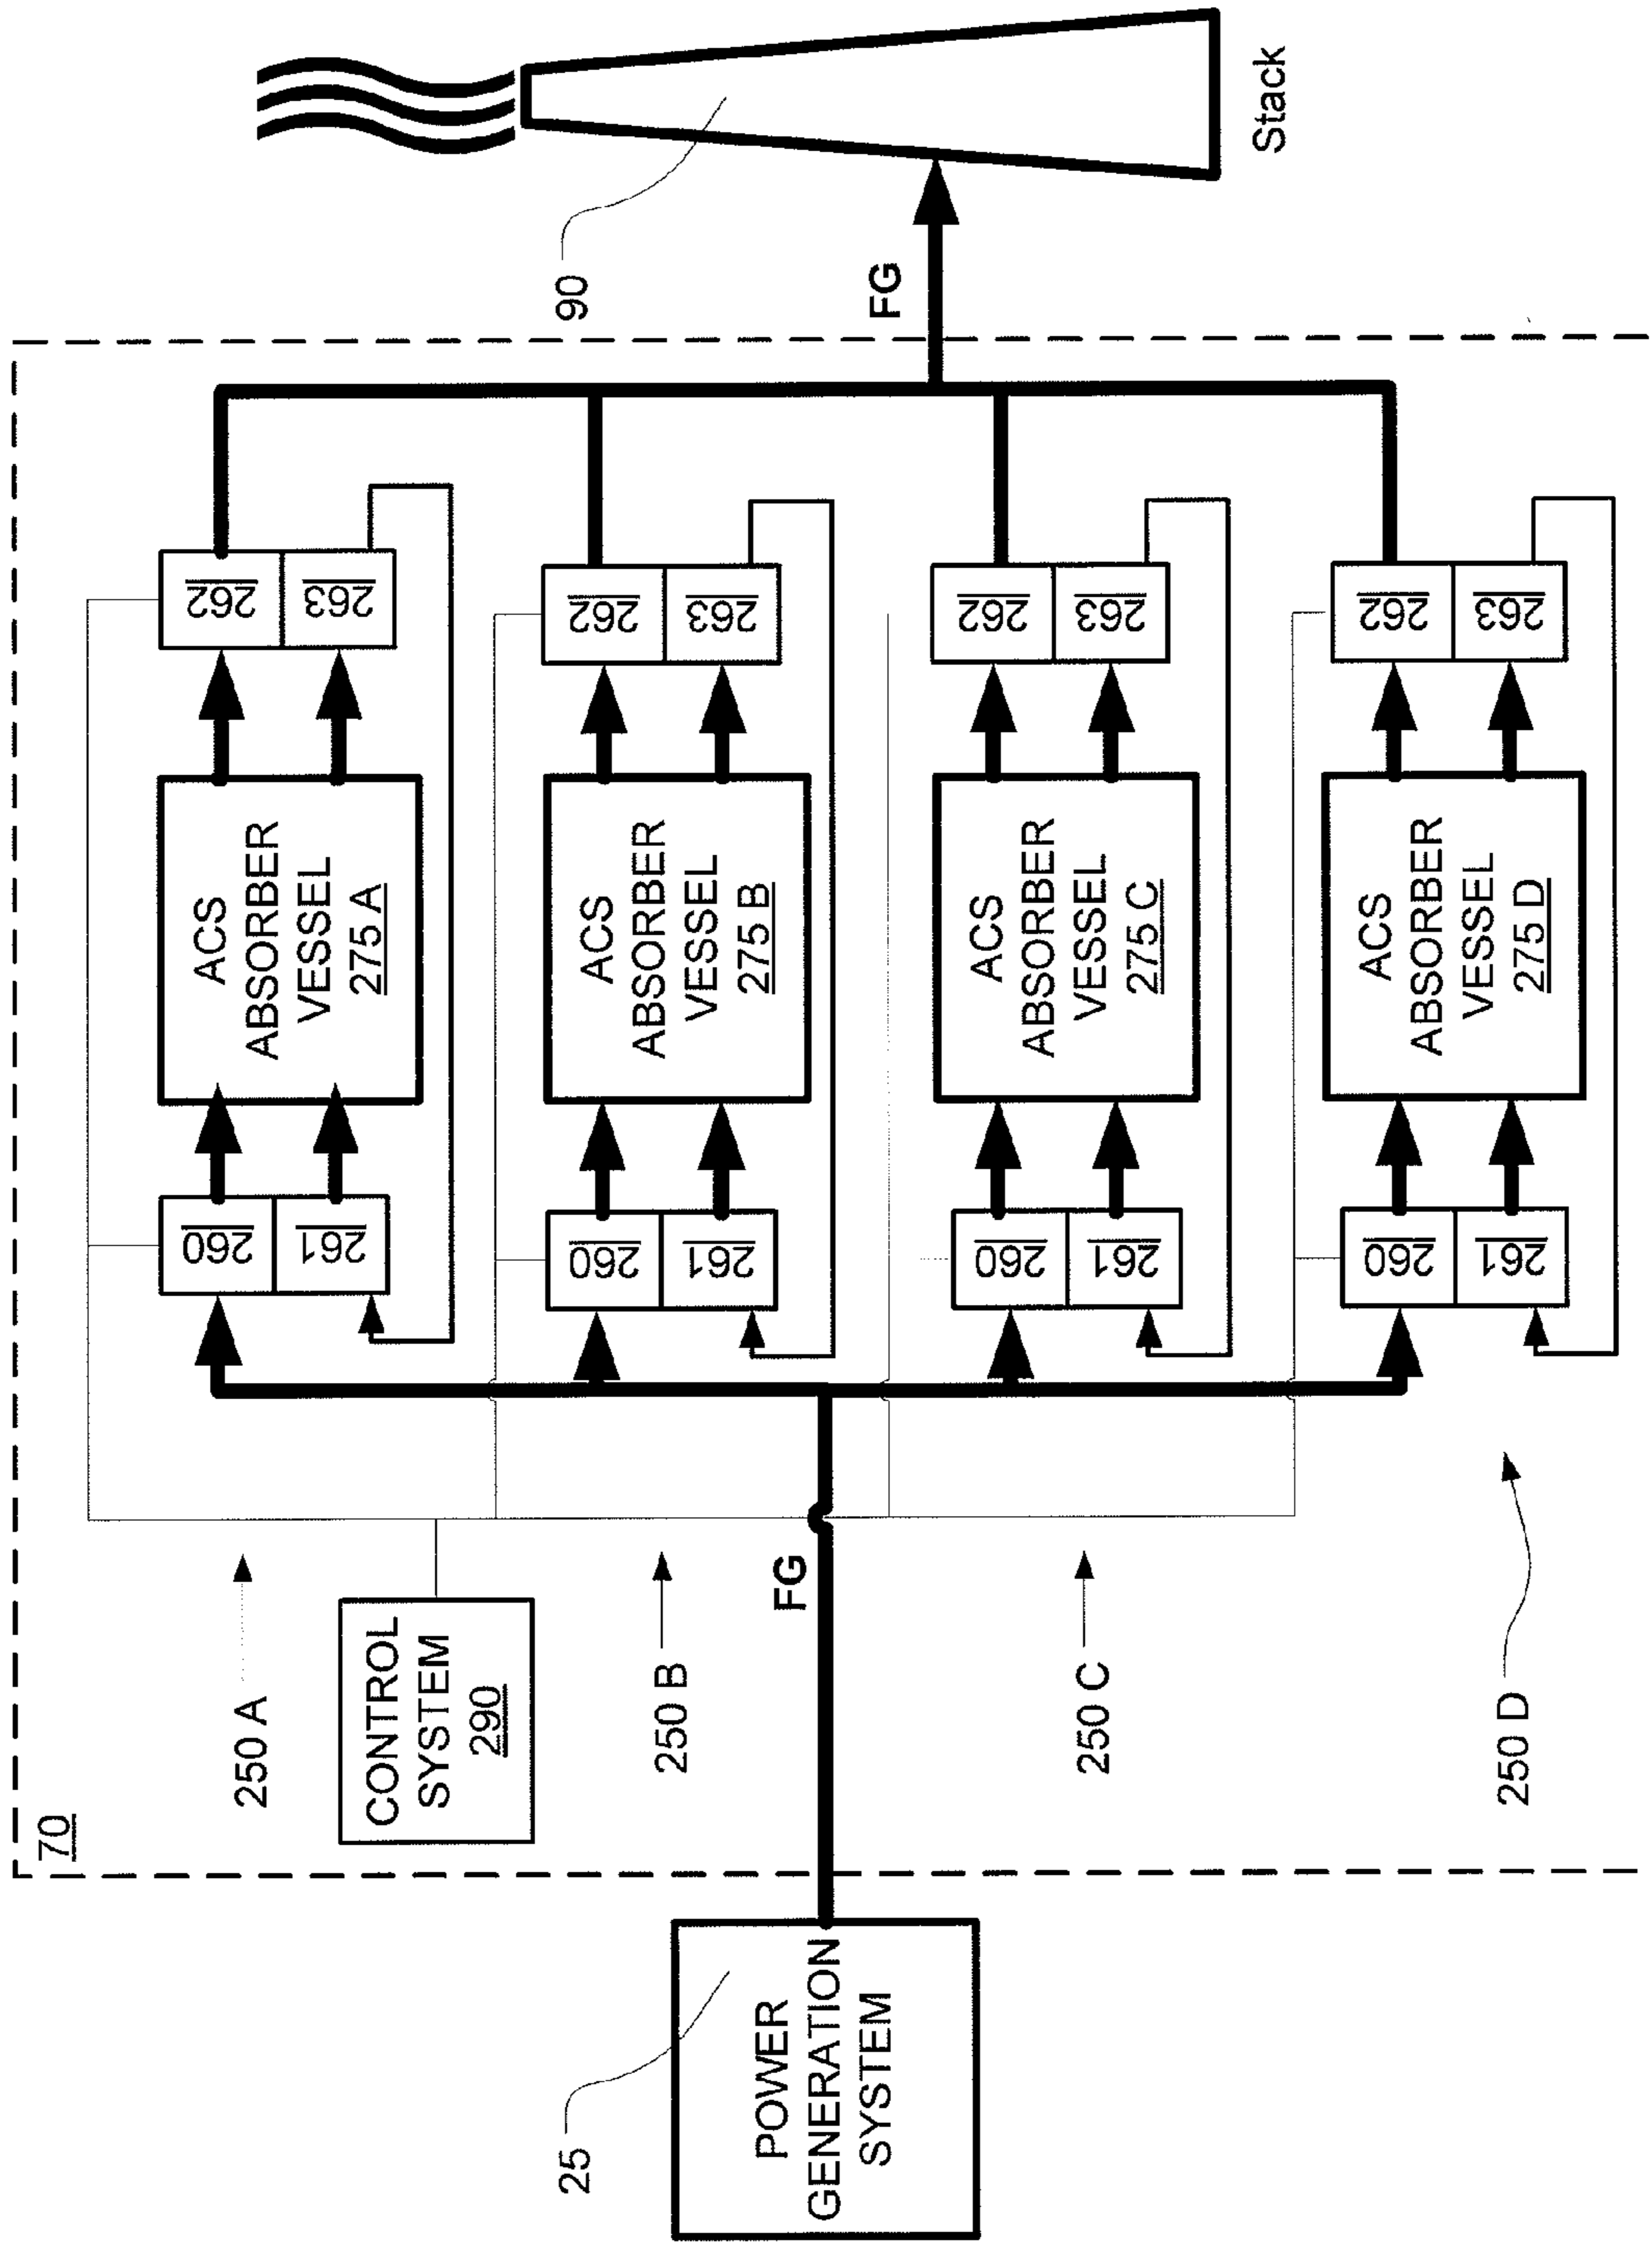 70
250 A
CONTROL
SYSTEM
290
250 B
FG
250 C
250 D
25
POWER
GENERATION
SYSTEM
260
261
ACS
ABSORBER
VESSEL
275 A
262
263
260
261
ACS
ABSORBER
VESSEL
275 B
262
263
260
261
ACS
ABSORBER
VESSEL
275 C
262
263
260
261
ACS
ABSORBER
VESSEL
275 D
262
263
FG
90
Stack